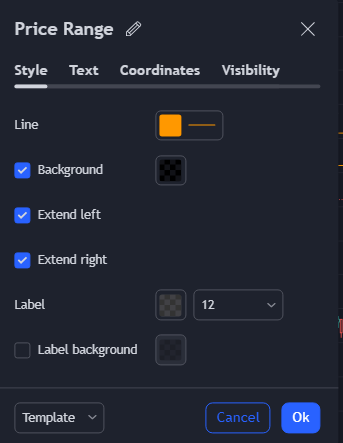 Price Range
Style Text Coordinates Visibility
Line
Background
Extend left
Extend right
Label 12
Label background
Template Cancel Ok